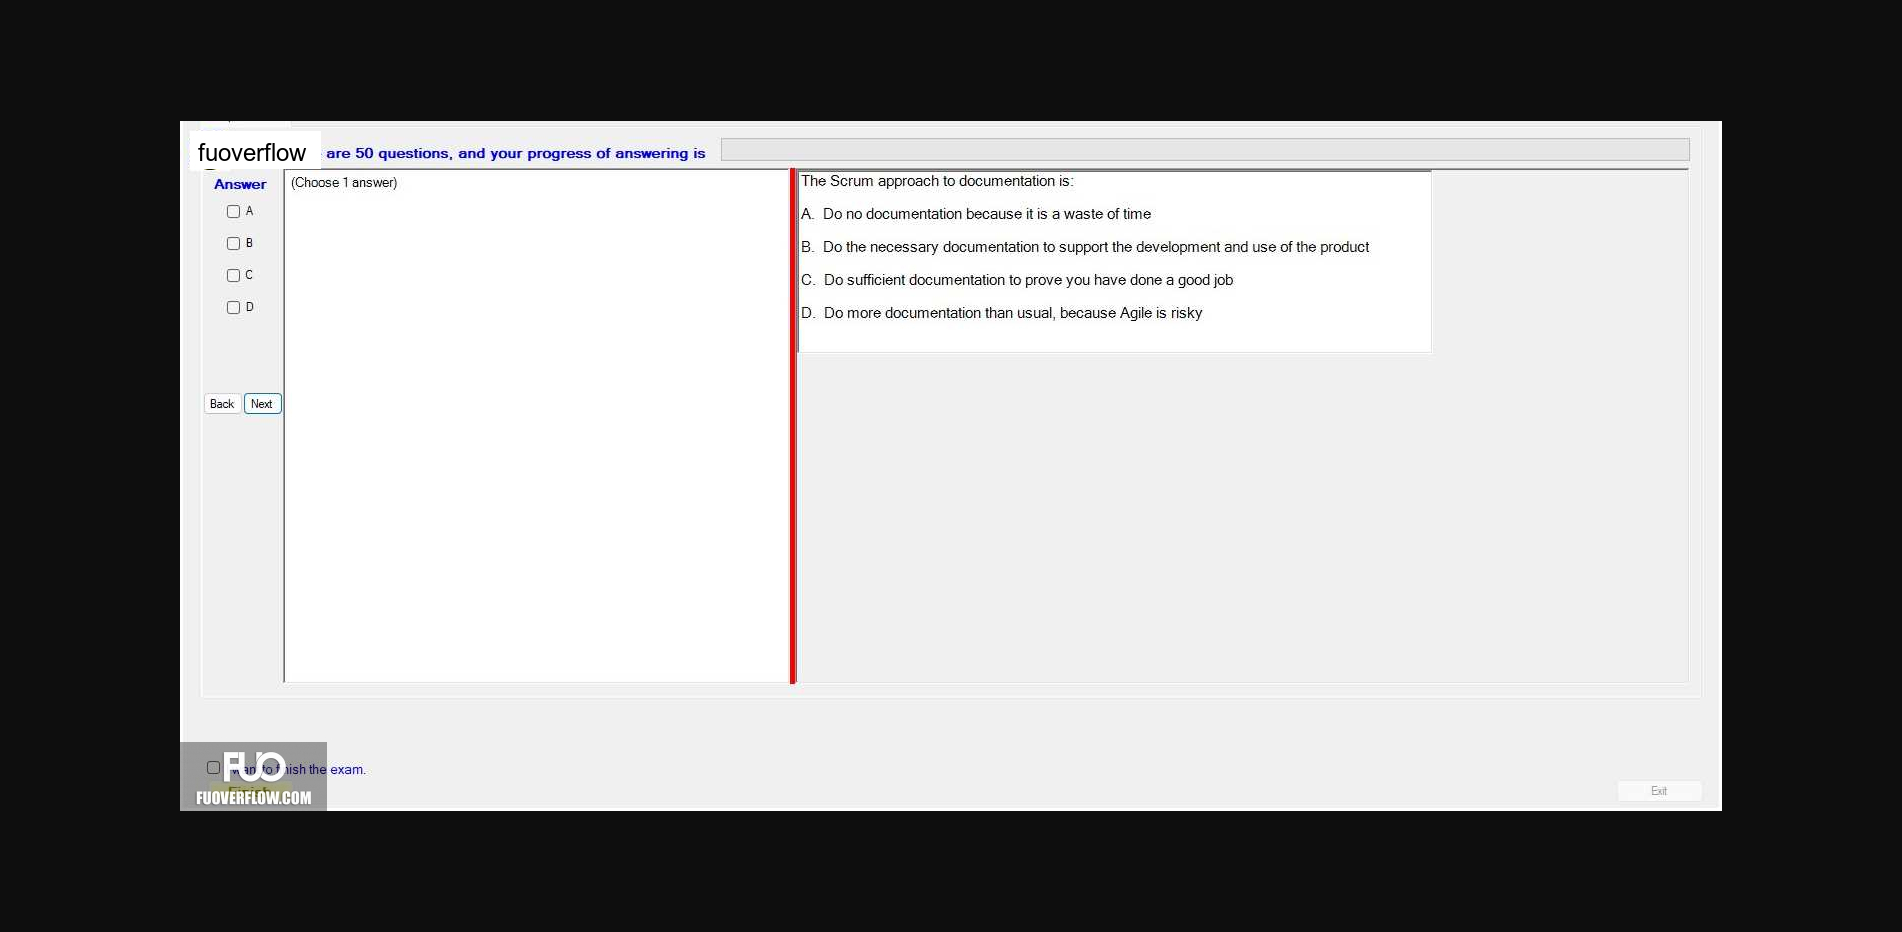 fuoverflow are 50 questions, and your progress of answering is
Answer
(Choose 1 answer)
A
B
C
D
Back Next
The Scrum approach to documentation is:
A. Do no documentation because it is a waste of time
B. Do the necessary documentation to support the development and use of the product
C. Do sufficient documentation to prove you have done a good job
D. Do more documentation than usual, because Agile is risky
FUO
want to finish the exam.
Finish
FUOVERFLOW.COM
Exit